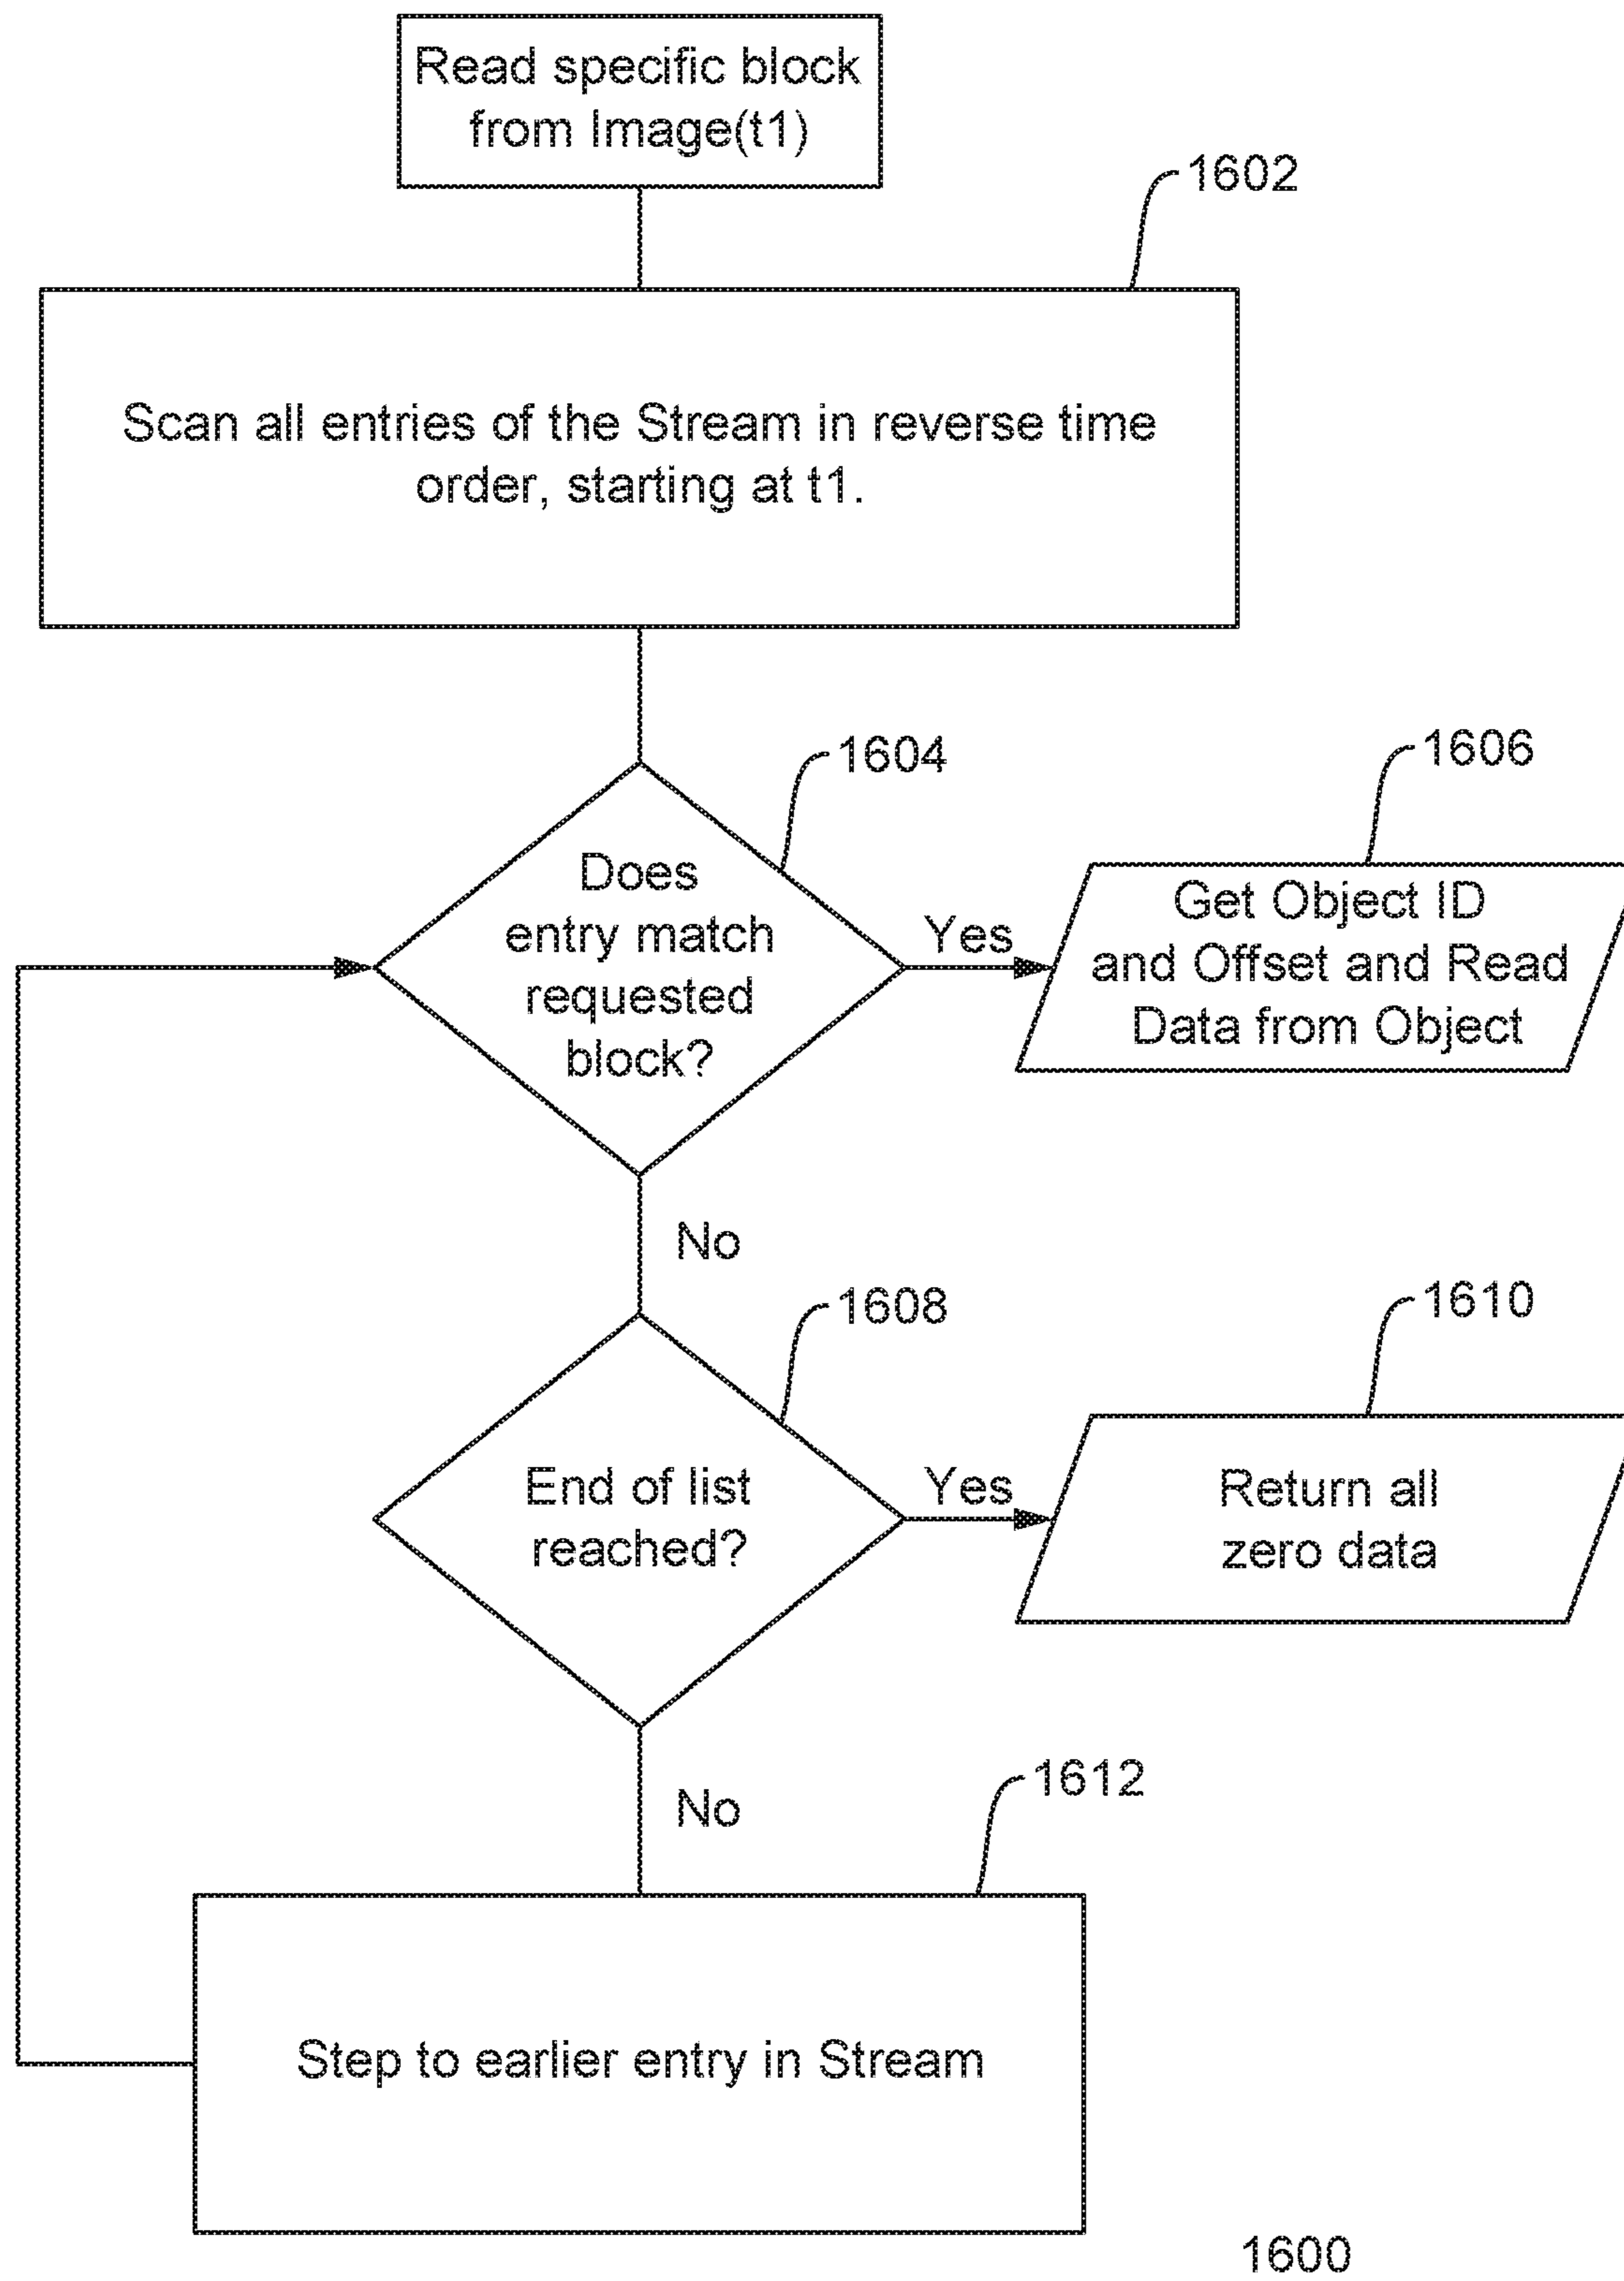 Read specific block
from Image(t1)
1602
Scan all entries of the Stream in reverse time
order, starting at t1.
1604
1606
Does
entry match
requested
block?
Yes
Get Object ID
and Offset and Read
Data from Object
No
1608
1610
End of list
reached?
Yes
Return all
zero data
No
1612
Step to earlier entry in Stream
1600